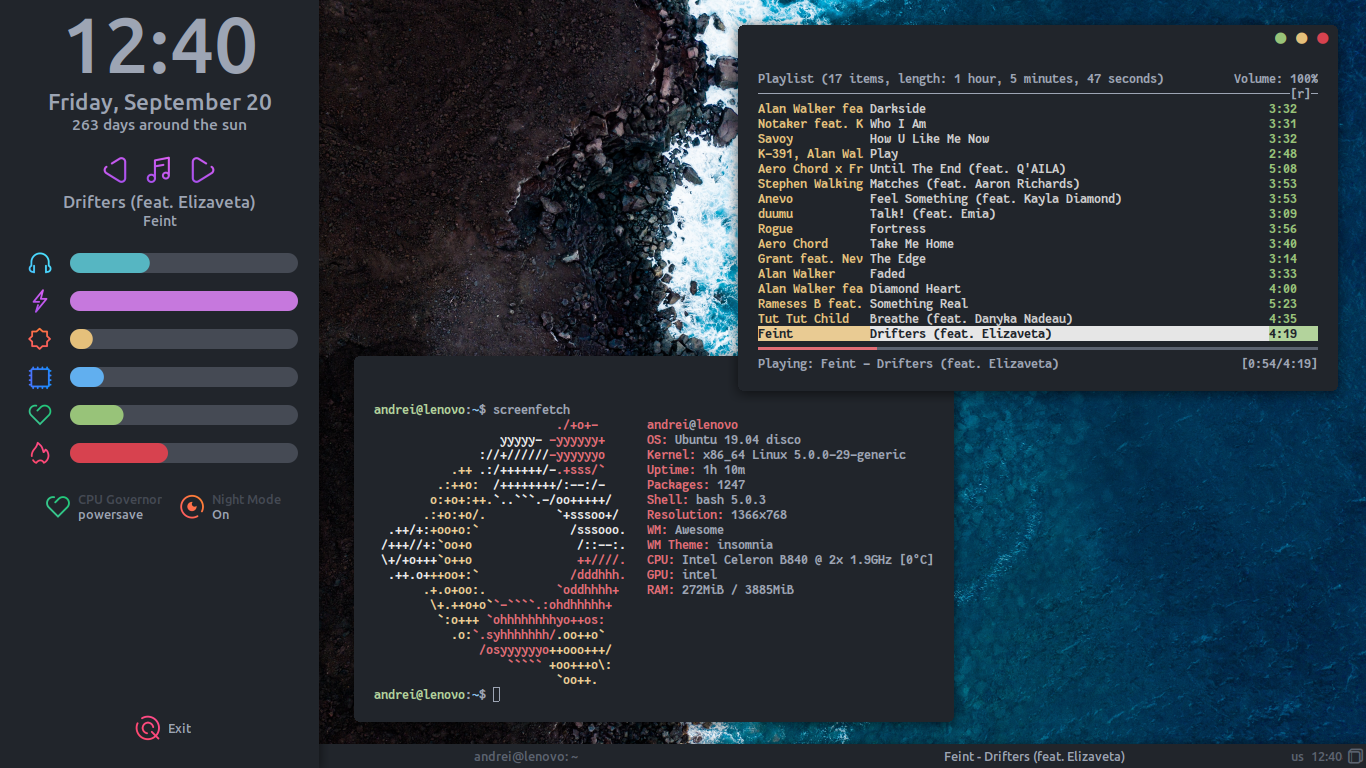 12:40
Friday, September 20
263 days around the sun
Drifters (feat. Elizaveta)
Feint
CPU Governor
powersave
Night Mode
On
Exit
Playlist (17 items, length: 1 hour, 5 minutes, 47 seconds) Volume: 100%
[r]
Alan Walker fea Darkside 3:32
Notaker feat. K Who I Am 3:31
Savoy How U Like Me Now 3:32
K-391, Alan Wal Play 2:48
Aero Chord x Fr Until The End (feat. Q'AILA) 5:08
Stephen Walking Matches (feat. Aaron Richards) 3:53
Anevo Feel Something (feat. Kayla Diamond) 3:53
duumu Talk! (feat. Emia) 3:09
Rogue Fortress 3:56
Aero Chord Take Me Home 3:40
Grant feat. Nev The Edge 3:14
Alan Walker Faded 3:33
Alan Walker fea Diamond Heart 4:00
Rameses B feat. Something Real 5:23
Tut Tut Child Breathe (feat. Danyka Nadeau) 4:35
Feint Drifters (feat. Elizaveta) 4:19
Playing: Feint - Drifters (feat. Elizaveta) [0:54/4:19]
andrei@lenovo:~$ screenfetch
./+o+- andrei@lenovo
yyyyy- -yyyyyy+ OS: Ubuntu 19.04 disco
://+//////-yyyyyyo Kernel: x86_64 Linux 5.0.0-29-generic
.++ .:/++++++/-.+sss/` Uptime: 1h 10m
.:++o: /++++++++/:--:/- Packages: 1247
o:+o+:++.`..```.-/oo+++++/ Shell: bash 5.0.3
.:+o:+o/. `+sssoo+/ Resolution: 1366x768
.++/+:+oo+o:` /sssooo. WM: Awesome
/+++//+:`oo+o /::--:. WM Theme: insomnia
\+/+o+++`o++o ++////. CPU: Intel Celeron B840 @ 2x 1.9GHz [0°C]
.++.o+++oo+:` /dddhhh. GPU: intel
.+.o+oo:. `oddhhhh+ RAM: 272MiB / 3885MiB
\+.++o+o``-````.:ohdhhhhh+
`:o+++ `ohhhhhhhhyo++os:
.o:`.syhhhhhhh/.oo++o`
/osyyyyyyo++ooo+++/
````` +oo+++o\:
`oo++.
andrei@lenovo:~$
andrei@lenovo: ~
Feint - Drifters (feat. Elizaveta)
us 12:40